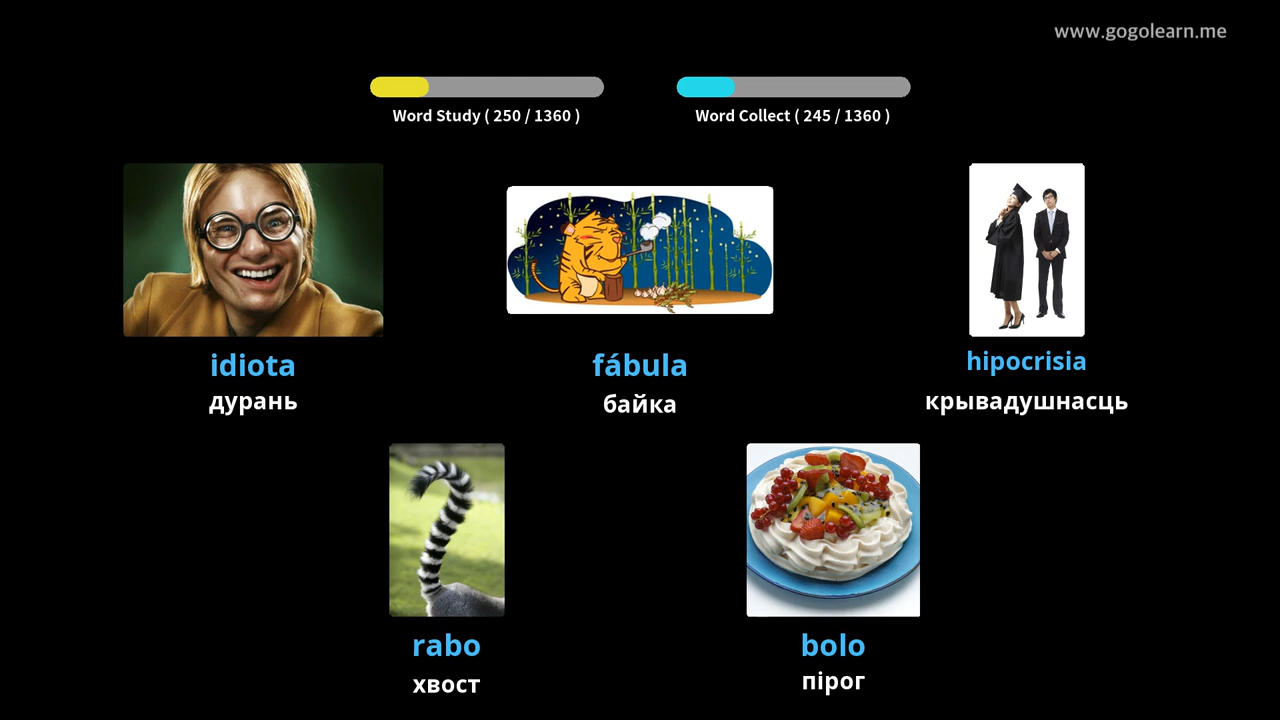 www.gogolearn.me
Word Study ( 250 / 1360 )
Word Collect ( 245 / 1360 )
idiota
дурань
fábula
байка
hipocrisia
крывадушнасць
rabo
хвост
bolo
пірог